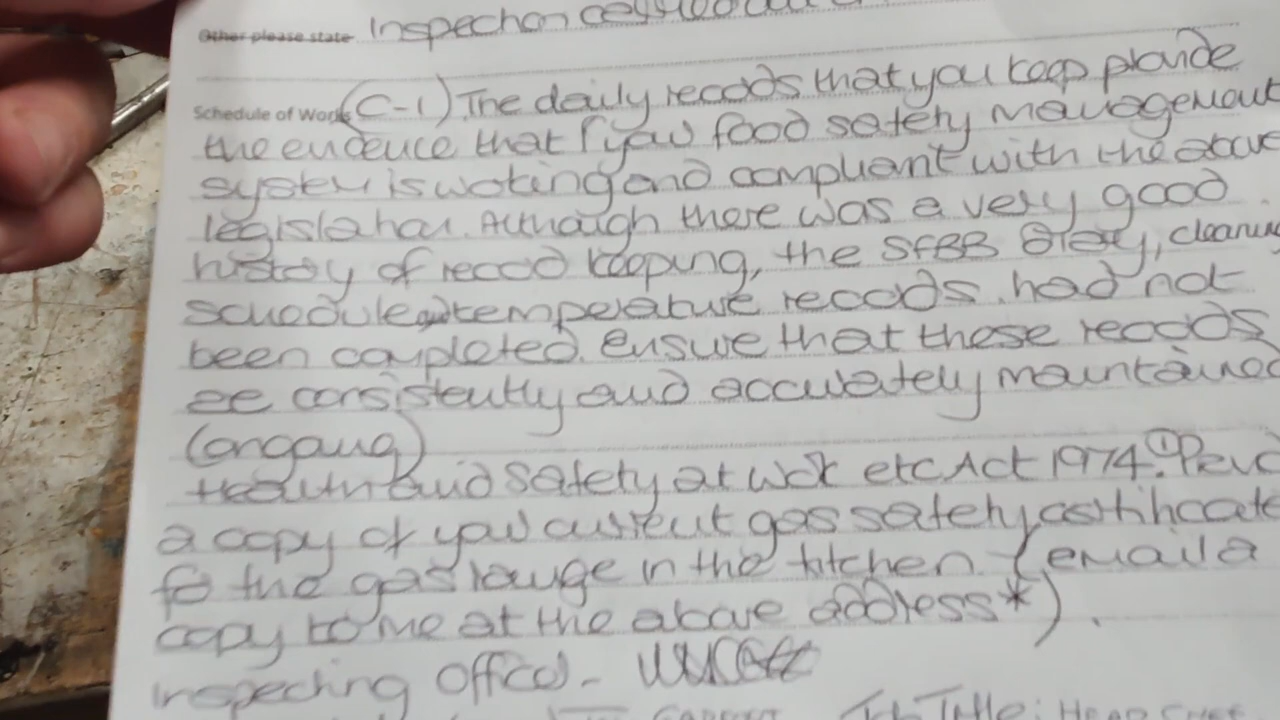 Other please state Inspection
Schedule of Works (C-1). The daily records that you keep provide
the evidence that your food safety management
system is working and compliant with the above
legislation. Although there was a very good
history of record keeping, the SFBB diary, cleaning
schedule and temperature records had not
been completed. Ensure that these records
are consistently and accurately maintained
(ongoing)
Health and Safety at Work etc Act 1974. ①
a copy of your current gas safety certificate
for the gas range in the kitchen (email a
copy to me at the above address*).
Inspecting Officer -
Job Title: Head Chef